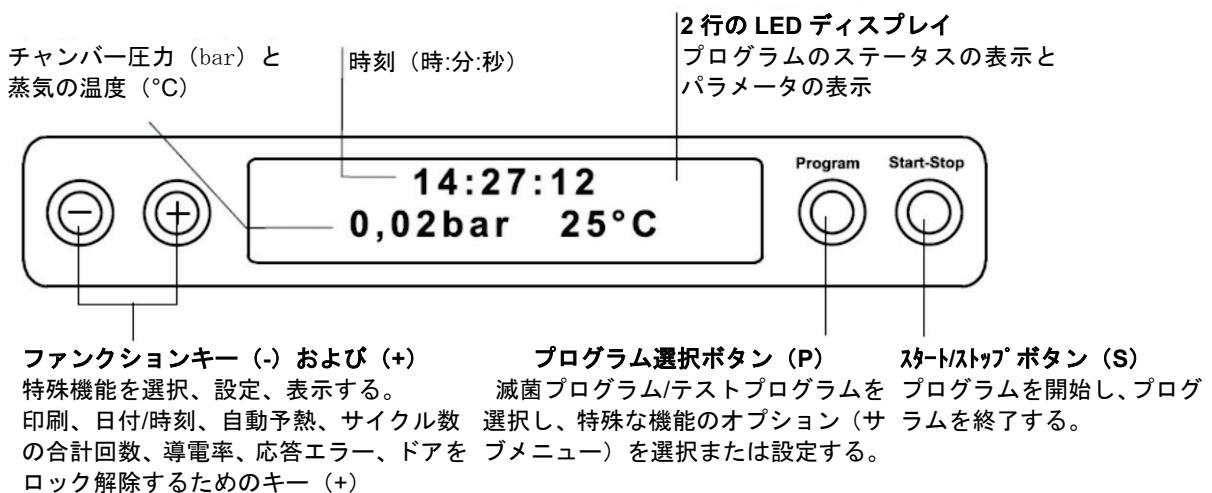 2 行の LED ディスプレイ
プログラムのステータスの表示と
パラメータの表示
チャンバー圧力（bar）と
蒸気の温度（°C）
時刻（時:分:秒）
14:27:12
0,02bar 25°C
Program
Start-Stop
ファンクションキー（-）および（+）
特殊機能を選択、設定、表示する。
印刷、日付/時刻、自動予熱、サイクル数
の合計回数、導電率、応答エラー、ドアを
ロック解除するためのキー（+）
プログラム選択ボタン（P）
滅菌プログラム/テストプログラムを
選択し、特殊な機能のオプション（サ
ブメニュー）を選択または設定する。
ｽﾀｰﾄ/ｽﾄｯﾌﾟボタン（S）
プログラムを開始し、プログ
ラムを終了する。